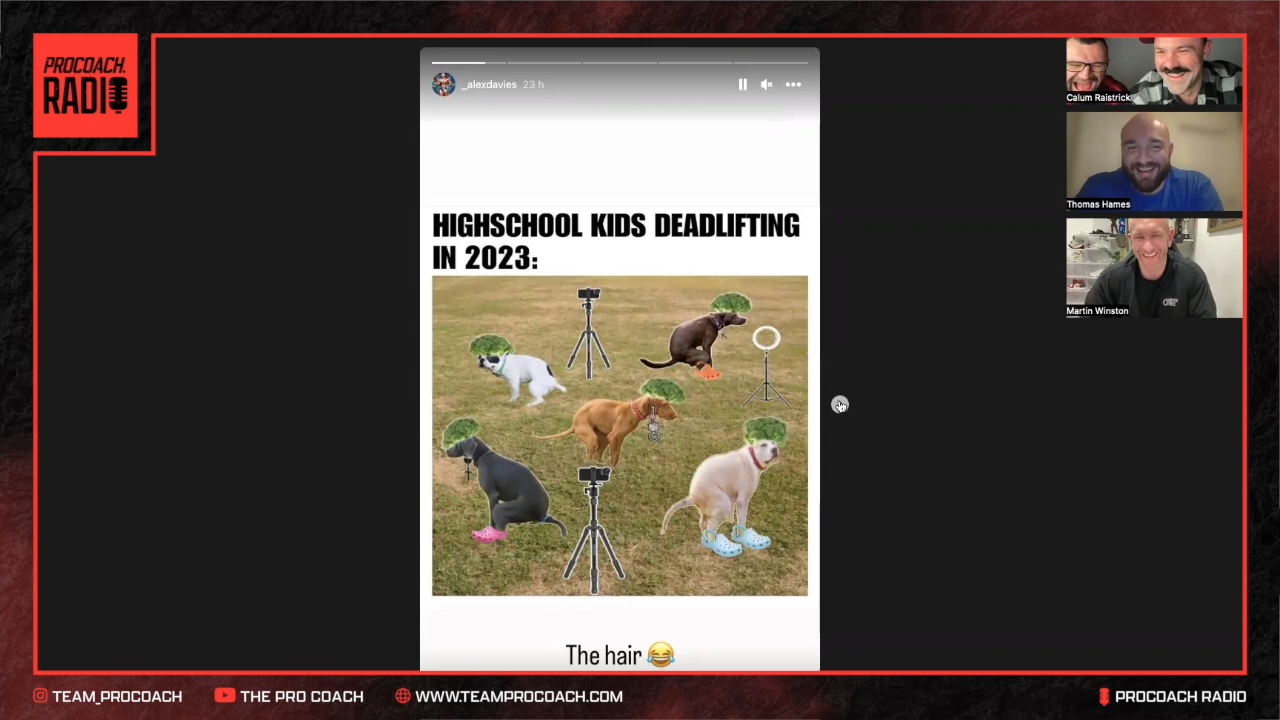 PROCOACH.
RADIO
_alexdavies 23 h
HIGHSCHOOL KIDS DEADLIFTING
IN 2023:
The hair 😂
Calum Raistrick
Thomas Hames
Martin Winston
TEAM_PROCOACH
THE PRO COACH
WWW.TEAMPROCOACH.COM
PROCOACH RADIO